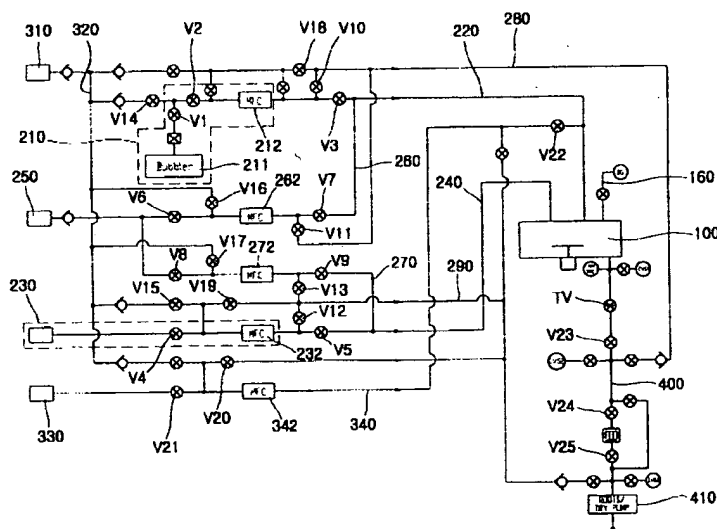 V18
V10
V2
280
310
320
220
V14
V1
MFC
210
212
V3
Bubbler
211
V22
260
160
V16
240
250
V6
262
V7
MFC
100
V11
V17
272
V9
V8
MFC
270
290
230
V15
V19
V13
TV
V12
V23
MFC
V4
232
V5
400
V20
V24
330
V21
MFC
342
340
V25
410
DRY PUMP